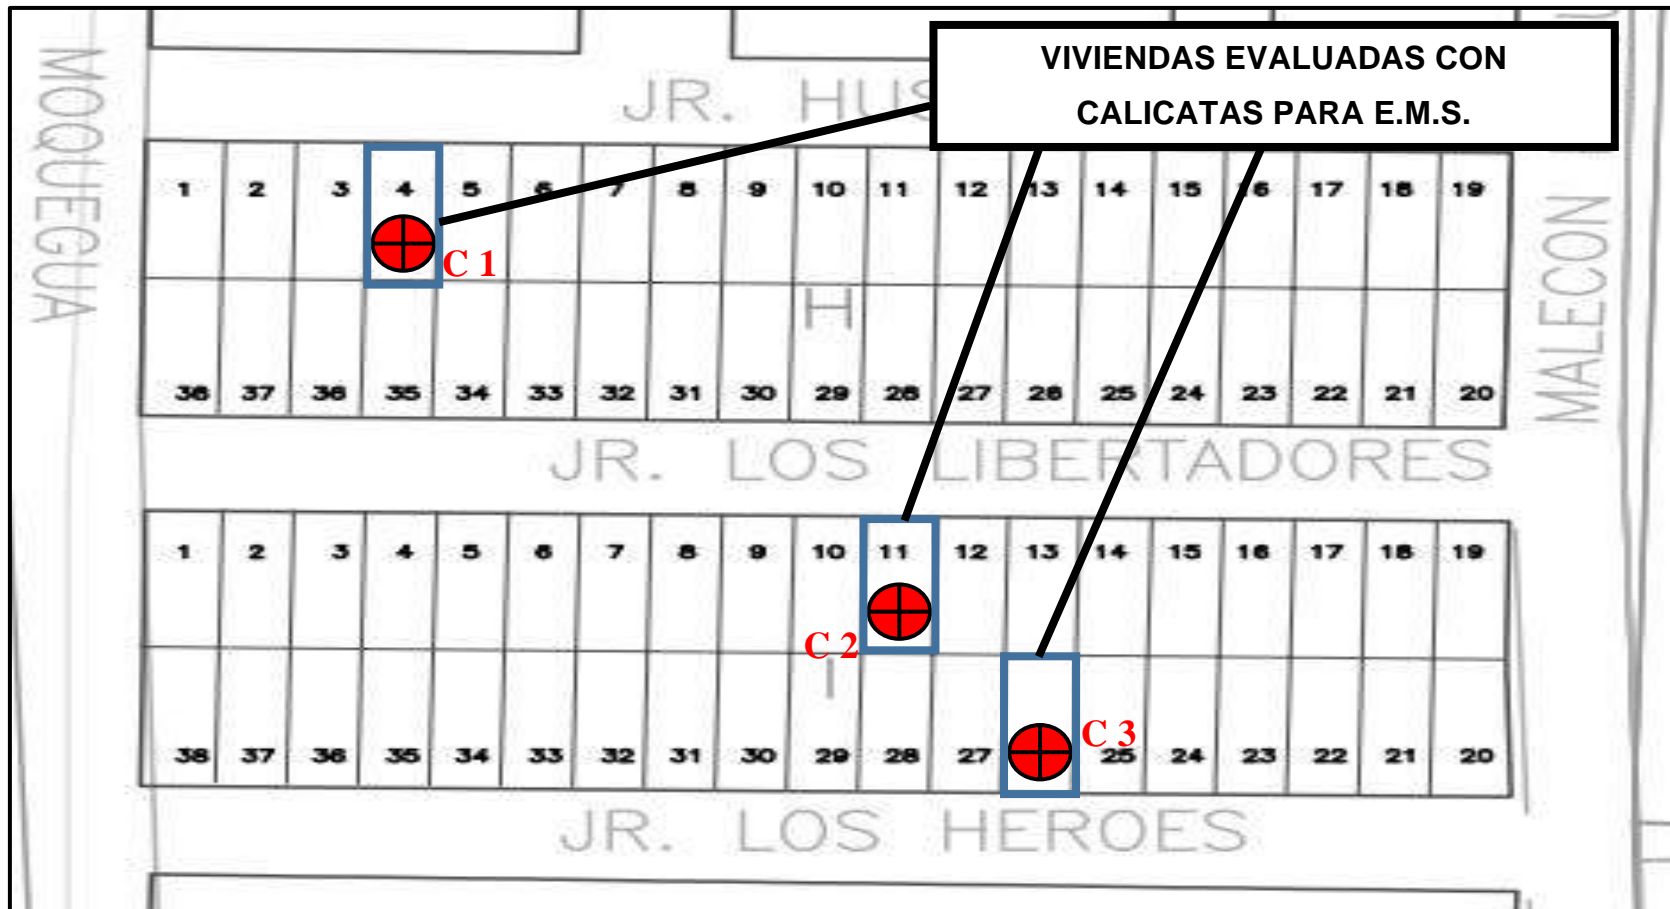 VIVIENDAS EVALUADAS CON
CALICATAS PARA E.M.S.
JR. HUS
MOQUEGUA
1 2 3 4 5 6 7 8 9 10 11 12 13 14 15 16 17 18 19
C 1
H
MALECON
38 37 36 35 34 33 32 31 30 29 28 27 26 25 24 23 22 21 20
JR. LOS LIBERTADORES
1 2 3 4 5 6 7 8 9 10 11 12 13 14 15 16 17 18 19
C 2
I
C 3
38 37 36 35 34 33 32 31 30 29 28 27 25 24 23 22 21 20
JR. LOS HEROES